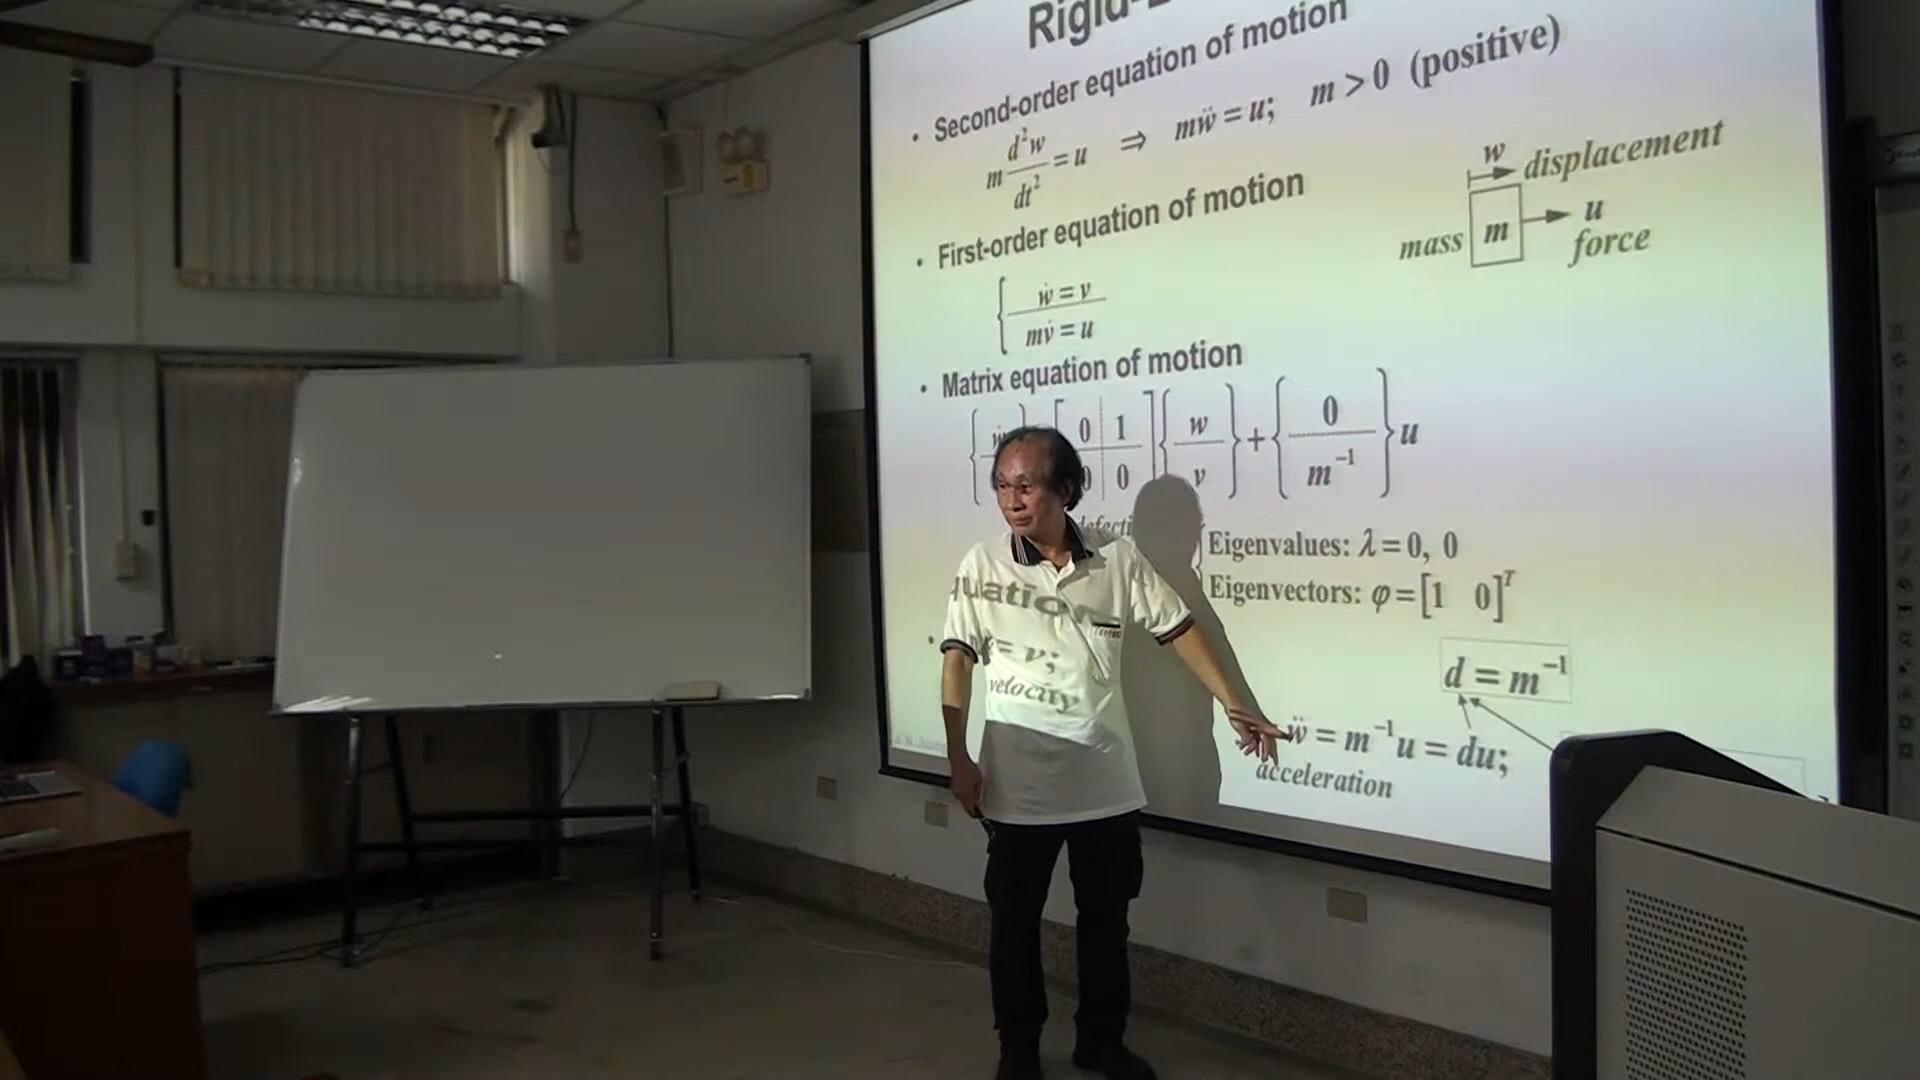 Rigid-
• Second-order equation of motion
m d²w/dt² = u ⇒ mẅ = u; m > 0 (positive)
w displacement
mass m u force
• First-order equation of motion
ẇ = v
mv̇ = u
• Matrix equation of motion
{ẇ [0 1 {w {0
0 0] v} + m⁻¹} u
Eigenvalues: λ = 0, 0
Eigenvectors: φ = [1 0]ᵀ
quation
= v;
velocity
d = m⁻¹
ẅ = m⁻¹u = du;
acceleration